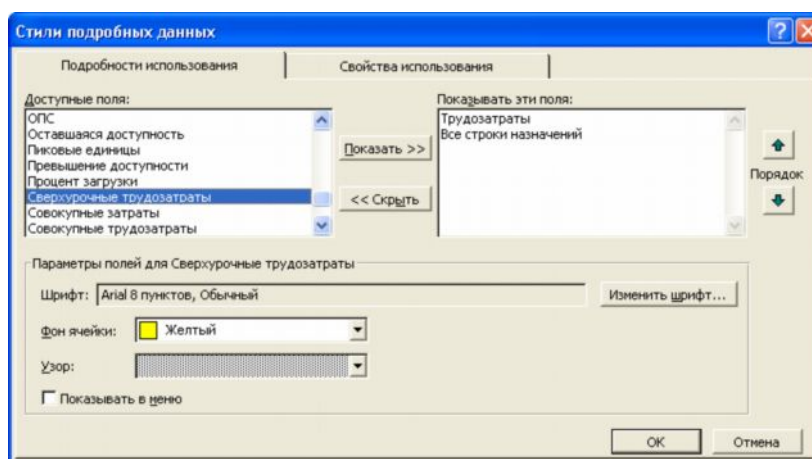 Стили подробных данных
Подробности использования
Свойства использования
Доступные поля:
ОПС
Оставшаяся доступность
Пиковые единицы
Превышение доступности
Процент загрузки
Сверхурочные трудозатраты
Совокупные затраты
Совокупные трудозатраты
Показать >>
<< Скрыть
Показывать эти поля:
Трудозатраты
Все строки назначений
Порядок
Параметры полей для Сверхурочные трудозатраты
Шрифт: Arial 8 пунктов, Обычный
Изменить шрифт...
Фон ячейки: Желтый
Узор:
Показывать в меню
ОК
Отмена